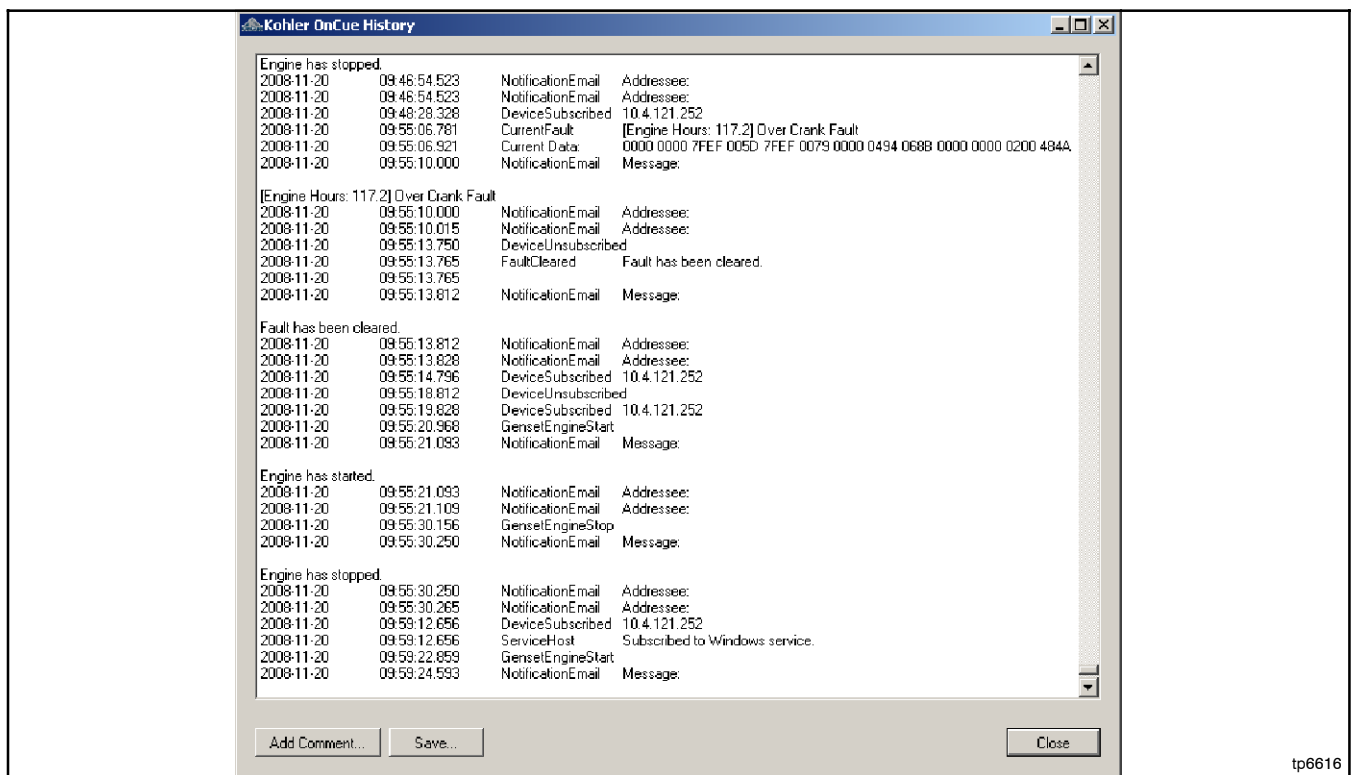 Kohler OnCue History
Engine has stopped.
2008-11-20 09:46:54.523 NotificationEmail Addressee:
2008-11-20 09:46:54.523 NotificationEmail Addressee:
2008-11-20 09:48:28.328 DeviceSubscribed 10.4.121.252
2008-11-20 09:55:06.781 CurrentFault [Engine Hours: 117.2] Over Crank Fault
2008-11-20 09:55:06.921 Current Data: 0000 0000 7FEF 005D 7FEF 0079 0000 0494 068B 0000 0000 0200 484A
2008-11-20 09:55:10.000 NotificationEmail Message:
[Engine Hours: 117.2] Over Crank Fault
2008-11-20 09:55:10.000 NotificationEmail Addressee:
2008-11-20 09:55:10.015 NotificationEmail Addressee:
2008-11-20 09:55:13.750 DeviceUnsubscribed
2008-11-20 09:55:13.765 FaultCleared Fault has been cleared.
2008-11-20 09:55:13.765
2008-11-20 09:55:13.812 NotificationEmail Message:
Fault has been cleared.
2008-11-20 09:55:13.812 NotificationEmail Addressee:
2008-11-20 09:55:13.828 NotificationEmail Addressee:
2008-11-20 09:55:14.796 DeviceSubscribed 10.4.121.252
2008-11-20 09:55:18.812 DeviceUnsubscribed
2008-11-20 09:55:19.828 DeviceSubscribed 10.4.121.252
2008-11-20 09:55:20.968 GensetEngineStart
2008-11-20 09:55:21.093 NotificationEmail Message:
Engine has started.
2008-11-20 09:55:21.093 NotificationEmail Addressee:
2008-11-20 09:55:21.109 NotificationEmail Addressee:
2008-11-20 09:55:30.156 GensetEngineStop
2008-11-20 09:55:30.250 NotificationEmail Message:
Engine has stopped.
2008-11-20 09:55:30.250 NotificationEmail Addressee:
2008-11-20 09:55:30.265 NotificationEmail Addressee:
2008-11-20 09:59:12.656 DeviceSubscribed 10.4.121.252
2008-11-20 09:59:12.656 ServiceHost Subscribed to Windows service.
2008-11-20 09:59:22.859 GensetEngineStart
2008-11-20 09:59:24.593 NotificationEmail Message:
Add Comment... Save... Close
tp6616